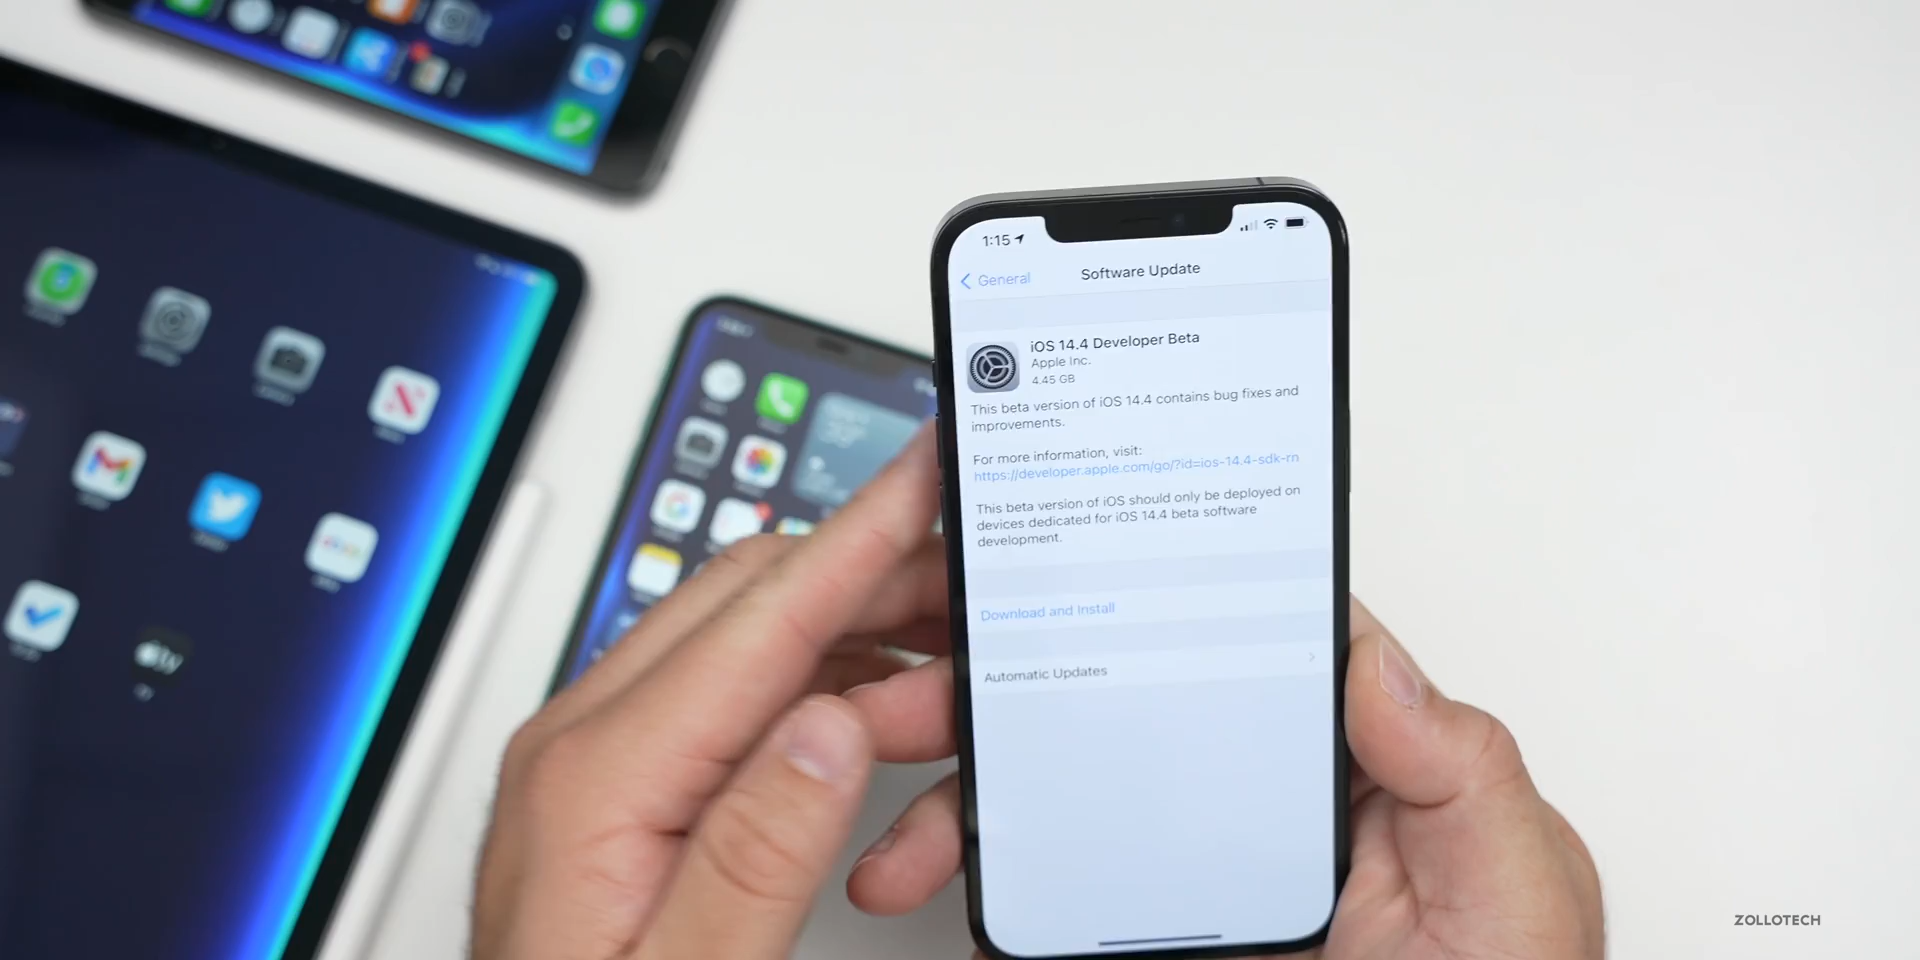 1:15
General
Software Update
iOS 14.4 Developer Beta
Apple Inc.
4.45 GB
This beta version of iOS 14.4 contains bug fixes and
improvements.
For more information, visit:
https://developer.apple.com/go/?id=ios-14.4-sdk-rn
This beta version of iOS should only be deployed on
devices dedicated for iOS 14.4 beta software
development.
Download and Install
Automatic Updates
ZOLLOTECH